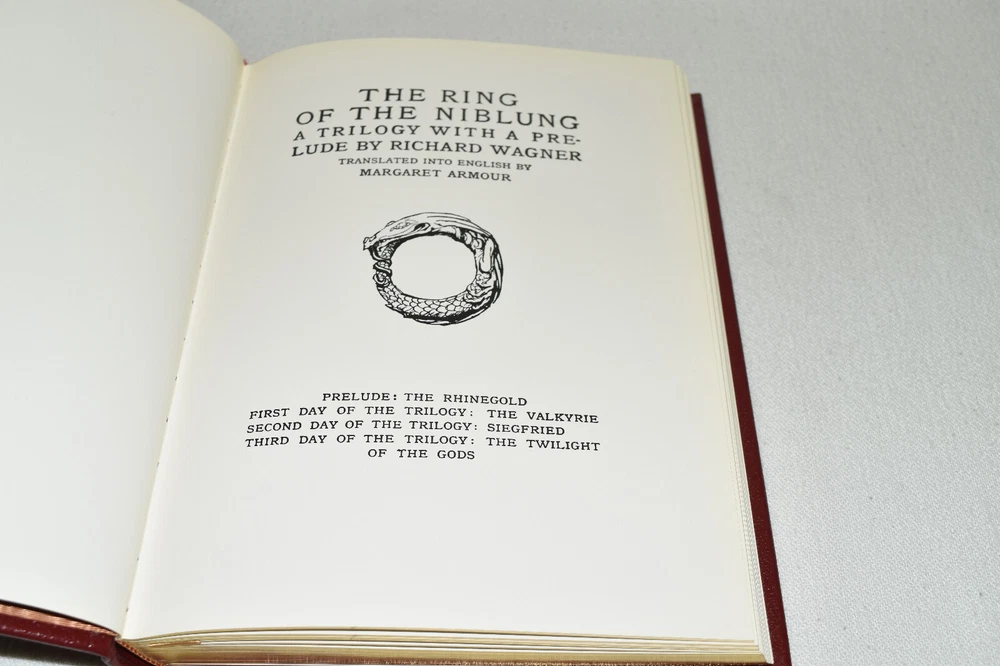 THE RING
OF THE NIBLUNG
A TRILOGY WITH A PRE-
LUDE BY RICHARD WAGNER
TRANSLATED INTO ENGLISH BY
MARGARET ARMOUR
PRELUDE: THE RHINEGOLD
FIRST DAY OF THE TRILOGY: THE VALKYRIE
SECOND DAY OF THE TRILOGY: SIEGFRIED
THIRD DAY OF THE TRILOGY: THE TWILIGHT
OF THE GODS